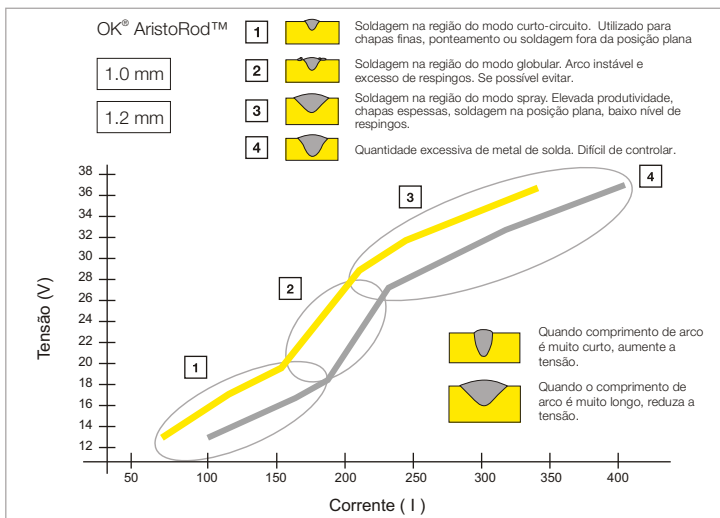 OK® AristoRod™
1.0 mm
1.2 mm
1
Soldagem na região do modo curto-circuito. Utilizado para
chapas finas, ponteamento ou soldagem fora da posição plana
2
Soldagem na região do modo globular. Arco instável e
excesso de respingos. Se possível evitar.
3
Soldagem na região do modo spray. Elevada produtividade,
chapas espessas, soldagem na posição plana, baixo nível de
respingos.
4
Quantidade excessiva de metal de solda. Difícil de controlar.
Tensão (V)
38
36
34
32
28
26
24
20
18
16
14
12
1
2
3
4
Quando comprimento de arco
é muito curto, aumente a
tensão.
Quando o comprimento de
arco é muito longo, reduza a
tensão.
50 100 150 200 250 300 350 400
Corrente ( I )